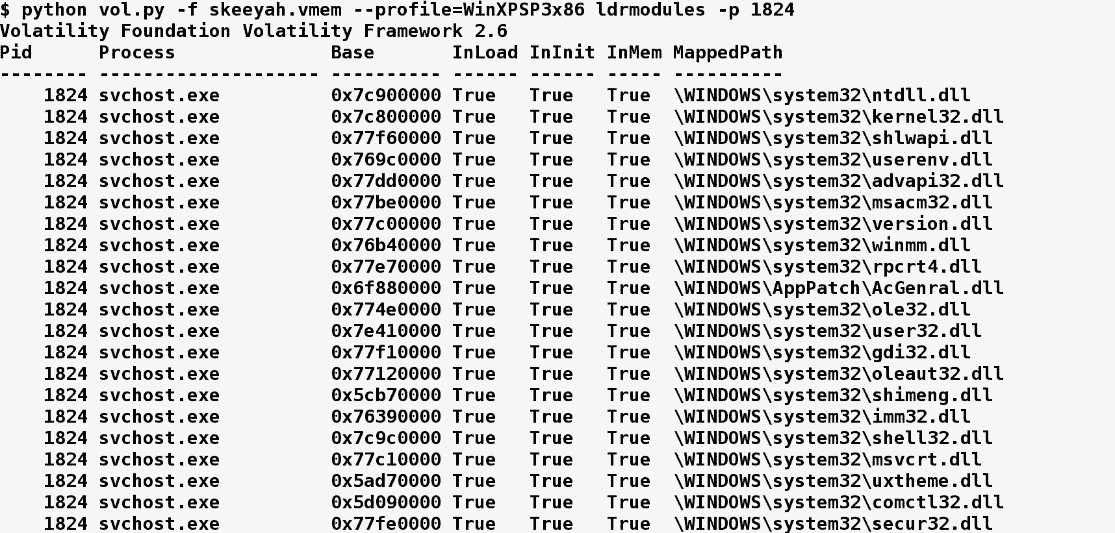 $ python vol.py -f skeeyah.vmem --profile=WinXPSP3x86 ldrmodules -p 1824
Volatility Foundation Volatility Framework 2.6
Pid      Process              Base       InLoad InInit InMem MappedPath
-------- -------------------- ---------- ------ ------ ----- ----------
    1824 svchost.exe          0x7c900000 True   True   True  \WINDOWS\system32\ntdll.dll
    1824 svchost.exe          0x7c800000 True   True   True  \WINDOWS\system32\kernel32.dll
    1824 svchost.exe          0x77f60000 True   True   True  \WINDOWS\system32\shlwapi.dll
    1824 svchost.exe          0x769c0000 True   True   True  \WINDOWS\system32\userenv.dll
    1824 svchost.exe          0x77dd0000 True   True   True  \WINDOWS\system32\advapi32.dll
    1824 svchost.exe          0x77be0000 True   True   True  \WINDOWS\system32\msacm32.dll
    1824 svchost.exe          0x77c00000 True   True   True  \WINDOWS\system32\version.dll
    1824 svchost.exe          0x76b40000 True   True   True  \WINDOWS\system32\winmm.dll
    1824 svchost.exe          0x77e70000 True   True   True  \WINDOWS\system32\rpcrt4.dll
    1824 svchost.exe          0x6f880000 True   True   True  \WINDOWS\AppPatch\AcGenral.dll
    1824 svchost.exe          0x774e0000 True   True   True  \WINDOWS\system32\ole32.dll
    1824 svchost.exe          0x7e410000 True   True   True  \WINDOWS\system32\user32.dll
    1824 svchost.exe          0x77f10000 True   True   True  \WINDOWS\system32\gdi32.dll
    1824 svchost.exe          0x77120000 True   True   True  \WINDOWS\system32\oleaut32.dll
    1824 svchost.exe          0x5cb70000 True   True   True  \WINDOWS\system32\shimeng.dll
    1824 svchost.exe          0x76390000 True   True   True  \WINDOWS\system32\imm32.dll
    1824 svchost.exe          0x7c9c0000 True   True   True  \WINDOWS\system32\shell32.dll
    1824 svchost.exe          0x77c10000 True   True   True  \WINDOWS\system32\msvcrt.dll
    1824 svchost.exe          0x5ad70000 True   True   True  \WINDOWS\system32\uxtheme.dll
    1824 svchost.exe          0x5d090000 True   True   True  \WINDOWS\system32\comctl32.dll
    1824 svchost.exe          0x77fe0000 True   True   True  \WINDOWS\system32\secur32.dll